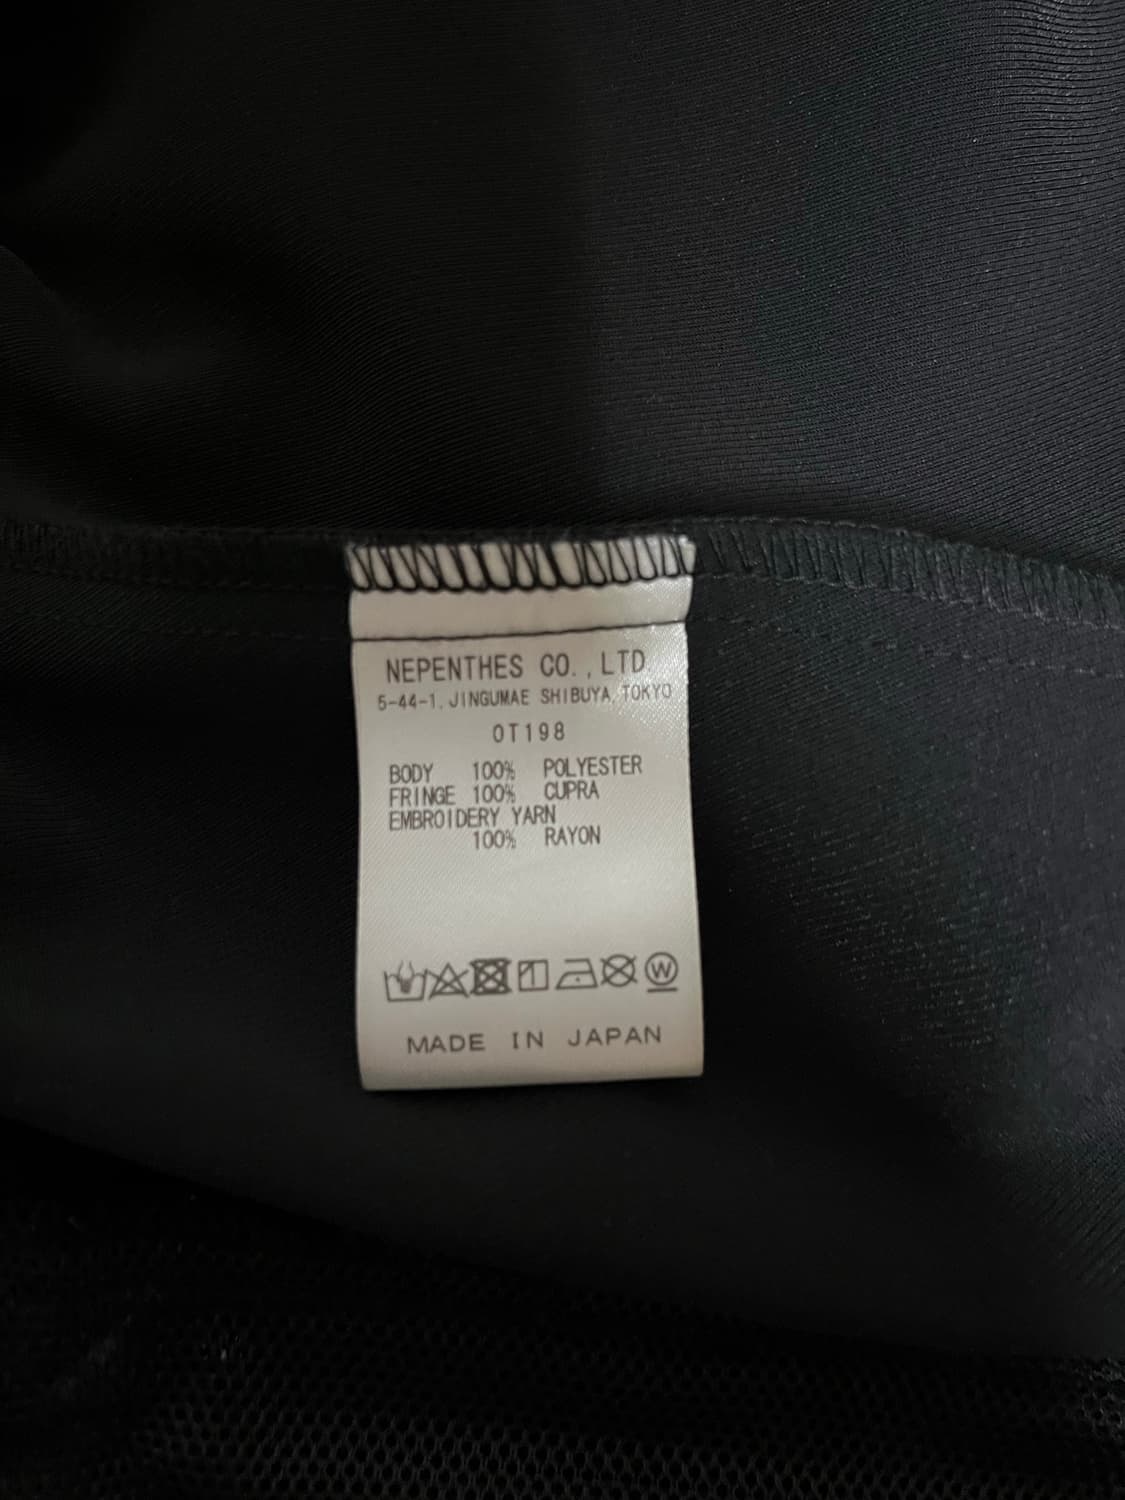 NEPENTHES CO.,LTD
5-44-1, JINGUMAE SHIBUYA, TOKYO
OT198
BODY 100% POLYESTER
FRINGE 100% CUPRA
EMBROIDERY YARN
100% RAYON
W
MADE IN JAPAN